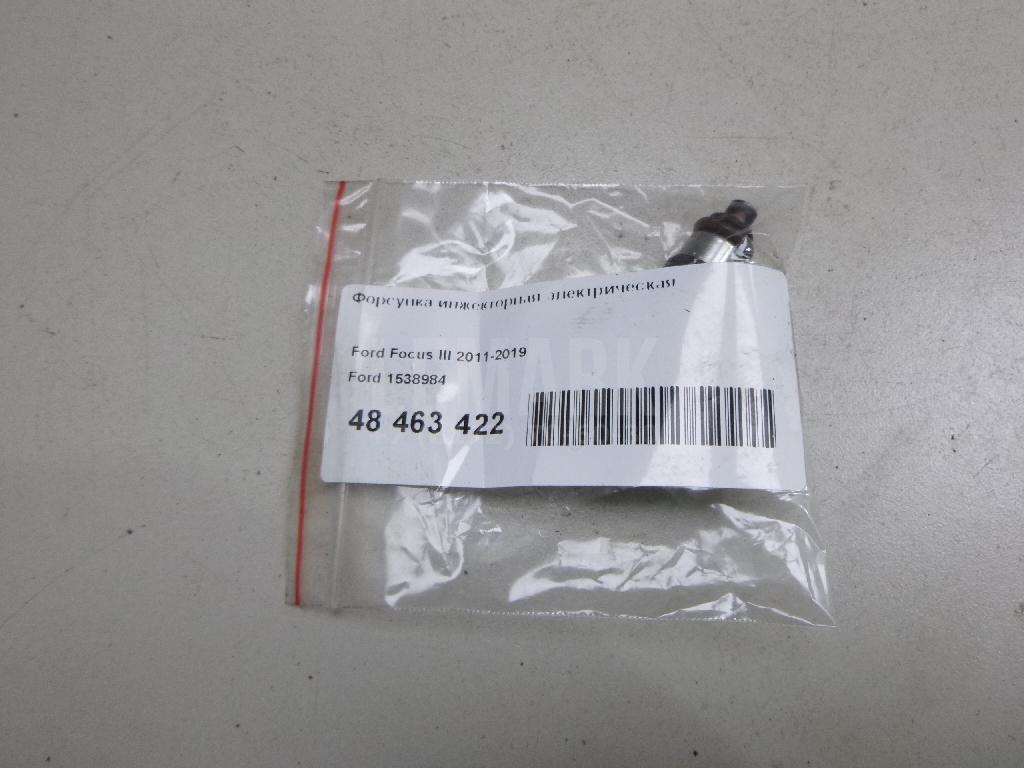 Форсунка инжекторная электрическая
Ford Focus III 2011-2019
Ford 1538984
48 463 422